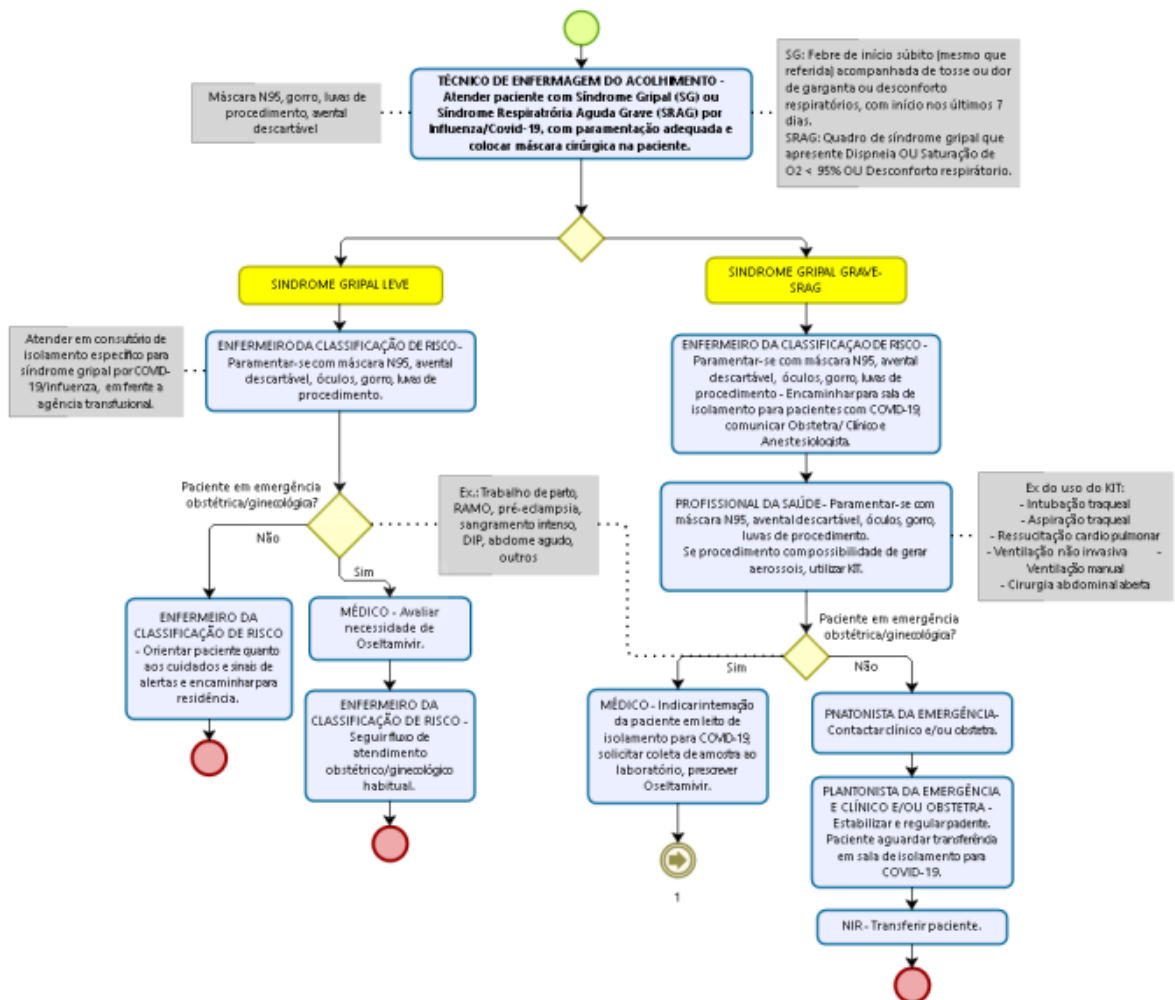 TÉCNICO DE ENFERMAGEM DO ACOLHIMENTO -
Atender paciente com Síndrome Gripal (SG) ou
Síndrome Respiratrória Aguda Grave (SRAG) por
Influenza/Covid-19, com paramentação adequada e
colocar máscara cirúrgica na paciente.
Máscara N95, gorro, luvas de
procedimento, avental
descartável
SG: Febre de início súbito (mesmo que
referida) acompanhada de tosse ou dor
de garganta ou desconforto
respiratórios, com início nos últimos 7
dias.
SRAG: Quadro de síndrome gripal que
apresente Dispneia OU Saturação de
O2 < 95% OU Desconforto respirátorio.
SINDROME GRIPAL LEVE
SINDROME GRIPAL GRAVE-
SRAG
Atender em consutório de
isolamento específico para
síndrome gripal por COVID-
19/infuenza, em frente a
agência transfusional.
ENFERMEIRO DA CLASSIFICAÇÃO DE RISCO -
Paramentar-se com máscara N95, avental
descartável, óculos, gorro, luvas de
procedimento.
ENFERMEIRO DA CLASSIFICAÇAO DE RISCO -
Paramentar-se com máscara N95, avental
descartável, óculos, gorro, luvas de
procedimento - Encaminhar para sala de
isolamento para pacientes com COVID-19,
comunicar Obstetra/ Clínico e
Anestesiologista.
Paciente em emergência
obstétrica/ginecológica?
Não
Sim
Ex.: Trabalho de parto,
RAMO, pré-eclampsia,
sangramento intenso,
DIP, abdome agudo,
outros
PROFISSIONAL DA SAÚDE - Paramentar-se com
máscara N95, avental descartável, óculos, gorro,
luvas de procedimento.
Se procedimento com possibilidade de gerar
aerossois, utilizar KIT.
Ex do uso do KIT:
- Intubação traqueal
- Aspiração traqueal
- Ressucitação cardiopulmonar
- Ventilação não invasiva -
Ventilação manual
- Cirurgia abdominal aberta
ENFERMEIRO DA
CLASSIFICAÇÃO DE RISCO
- Orientar paciente quanto
aos cuidados e sinais de
alertas e encaminhar para
residência.
MÉDICO - Avaliar
necessidade de
Oseltamivir.
ENFERMEIRO DA
CLASSIFICAÇÃO DE RISCO -
Seguir fluxo de
atendimento
obstétrico/ginecológico
habitual.
Paciente em emergência
obstétrica/ginecológica?
Sim
Não
MÉDICO - Indicar internação
da paciente em leito de
isolamento para COVID-19,
solicitar coleta de amostra ao
laboratório, prescrever
Oseltamivir.
1
PNATONISTA DA EMERGÊNCIA-
Contactar clínico e/ou obstetra.
PLANTONISTA DA EMERGÊNCIA
E CLÍNICO E/OU OBSTETRA -
Estabilizar e regular paciente.
Paciente aguardar transferência
em sala de isolamento para
COVID-19.
NIR - Transferir paciente.